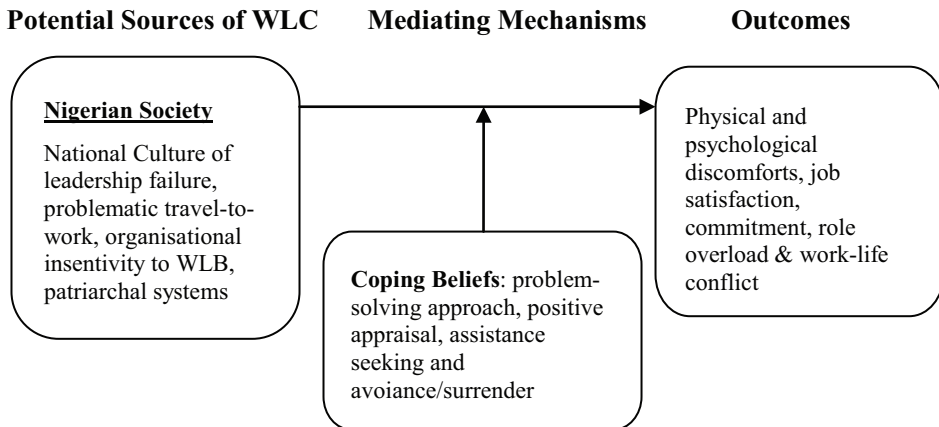 Potential Sources of WLC Mediating Mechanisms Outcomes
Nigerian Society
National Culture of
leadership failure,
problematic travel-to-
work, organisational
insentivity to WLB,
patriarchal systems
Coping Beliefs: problem-
solving approach, positive
appraisal, assistance
seeking and
avoiance/surrender
Physical and
psychological
discomforts, job
satisfaction,
commitment, role
overload & work-life
conflict